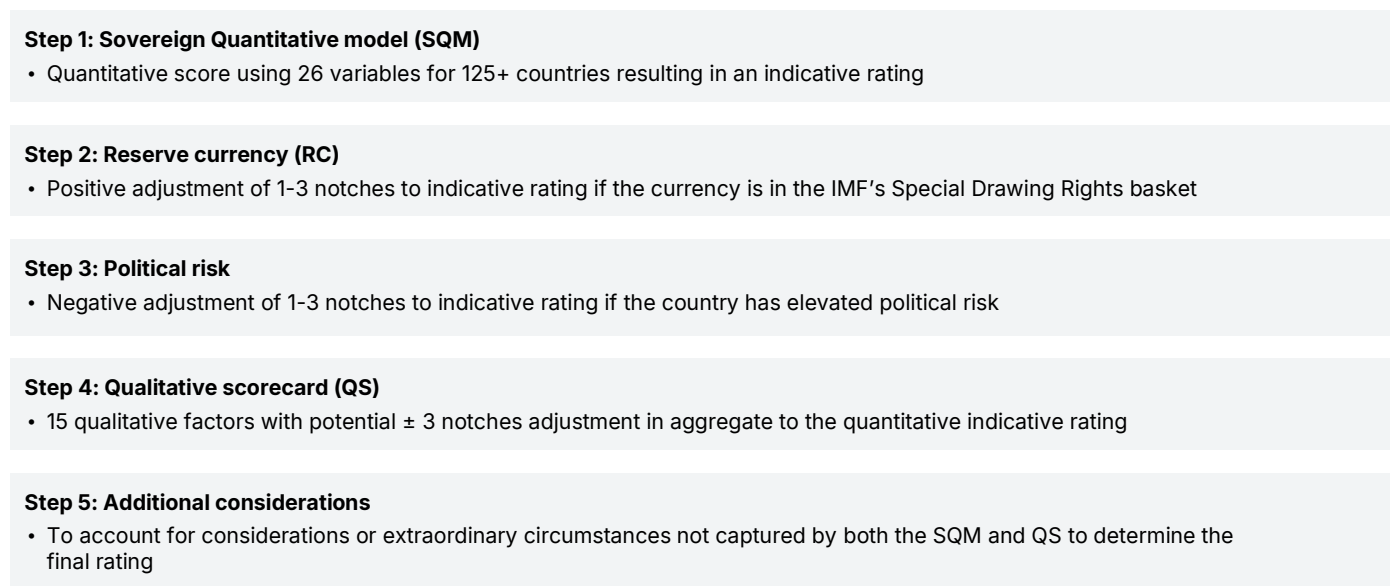 Step 1: Sovereign Quantitative model (SQM)
• Quantitative score using 26 variables for 125+ countries resulting in an indicative rating
Step 2: Reserve currency (RC)
• Positive adjustment of 1-3 notches to indicative rating if the currency is in the IMF’s Special Drawing Rights basket
Step 3: Political risk
• Negative adjustment of 1-3 notches to indicative rating if the country has elevated political risk
Step 4: Qualitative scorecard (QS)
• 15 qualitative factors with potential ± 3 notches adjustment in aggregate to the quantitative indicative rating
Step 5: Additional considerations
• To account for considerations or extraordinary circumstances not captured by both the SQM and QS to determine the
final rating